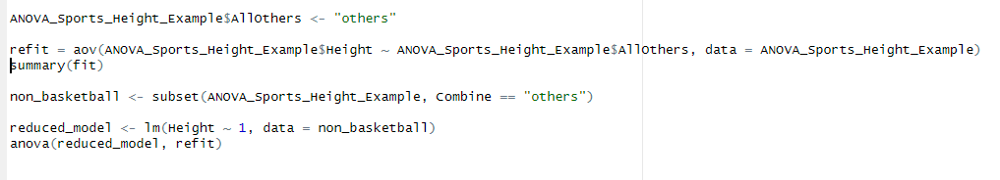 ANOVA_Sports_Height_Example$AllOthers <- "others"
refit = aov(ANOVA_Sports_Height_Example$Height ~ ANOVA_Sports_Height_Example$AllOthers, data = ANOVA_Sports_Height_Example)
summary(fit)
non_basketball <- subset(ANOVA_Sports_Height_Example, Combine == "others")
reduced_model <- lm(Height ~ 1, data = non_basketball)
anova(reduced_model, refit)